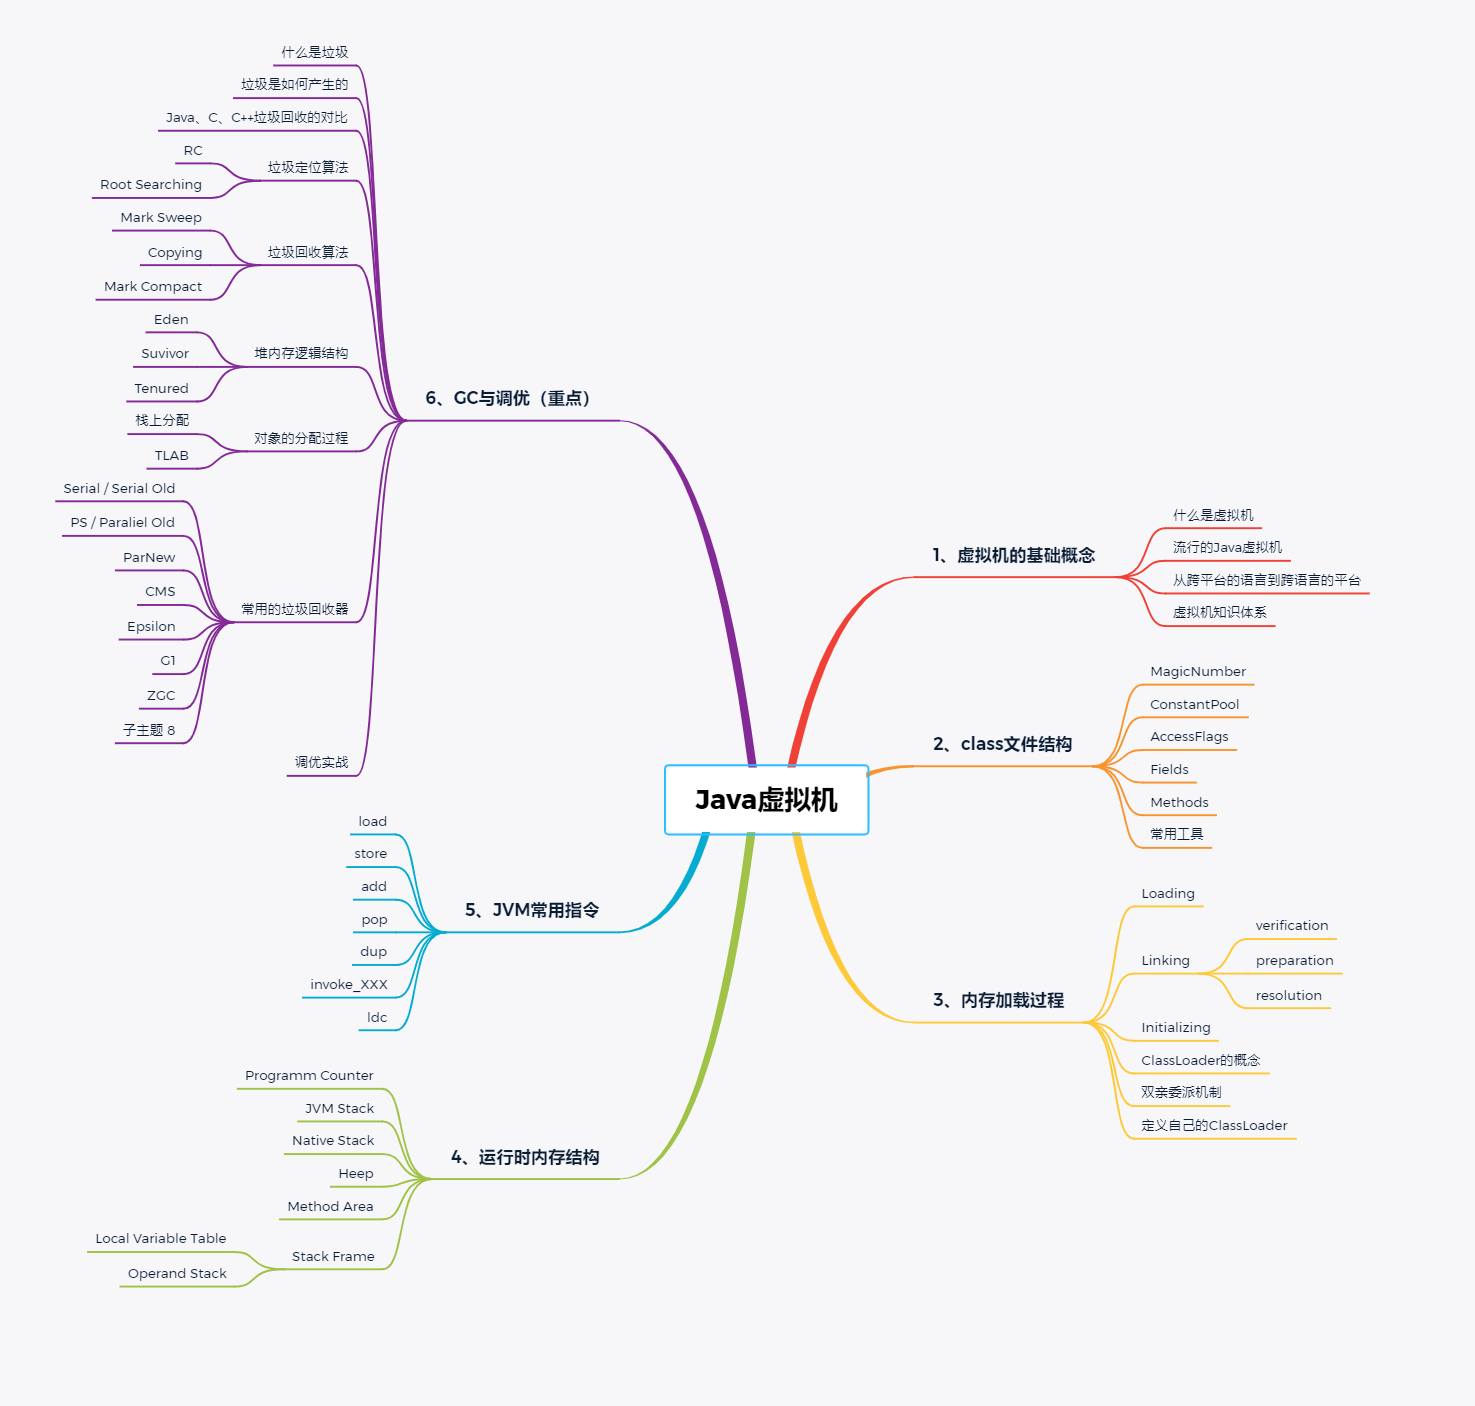 Java虚拟机
1、虚拟机的基础概念
什么是虚拟机
流行的Java虚拟机
从跨平台的语言到跨语言的平台
虚拟机知识体系
2、class文件结构
MagicNumber
ConstantPool
AccessFlags
Fields
Methods
常用工具
3、内存加载过程
Loading
Linking
verification
preparation
resolution
Initializing
ClassLoader的概念
双亲委派机制
定义自己的ClassLoader
4、运行时内存结构
Programm Counter
JVM Stack
Native Stack
Heep
Method Area
Stack Frame
Local Variable Table
Operand Stack
5、JVM常用指令
load
store
add
pop
dup
invoke_XXX
ldc
6、GC与调优（重点）
什么是垃圾
垃圾是如何产生的
Java、C、C++垃圾回收的对比
垃圾定位算法
RC
Root Searching
垃圾回收算法
Mark Sweep
Copying
Mark Compact
堆内存逻辑结构
Eden
Suvivor
Tenured
对象的分配过程
栈上分配
TLAB
常用的垃圾回收器
Serial / Serial Old
PS / Paraliel Old
ParNew
CMS
Epsilon
G1
ZGC
子主题 8
调优实战